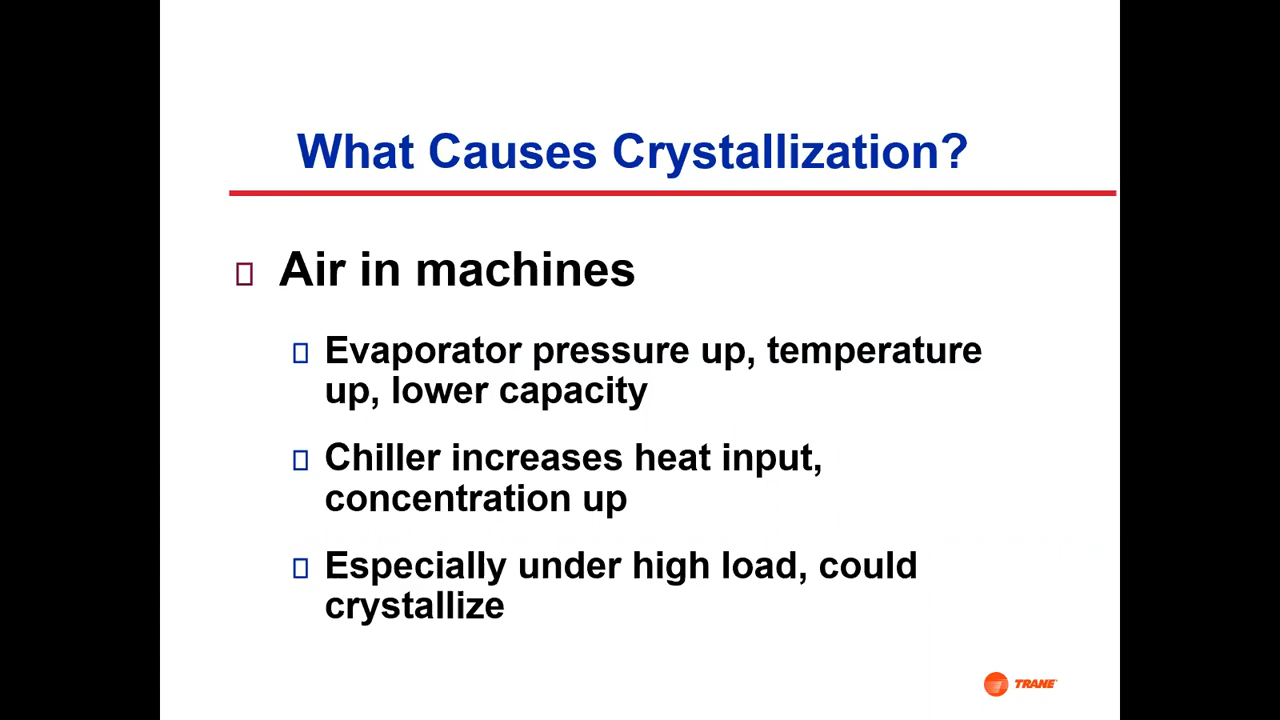 What Causes Crystallization?
Air in machines
Evaporator pressure up, temperature
up, lower capacity
Chiller increases heat input,
concentration up
Especially under high load, could
crystallize
TRANE